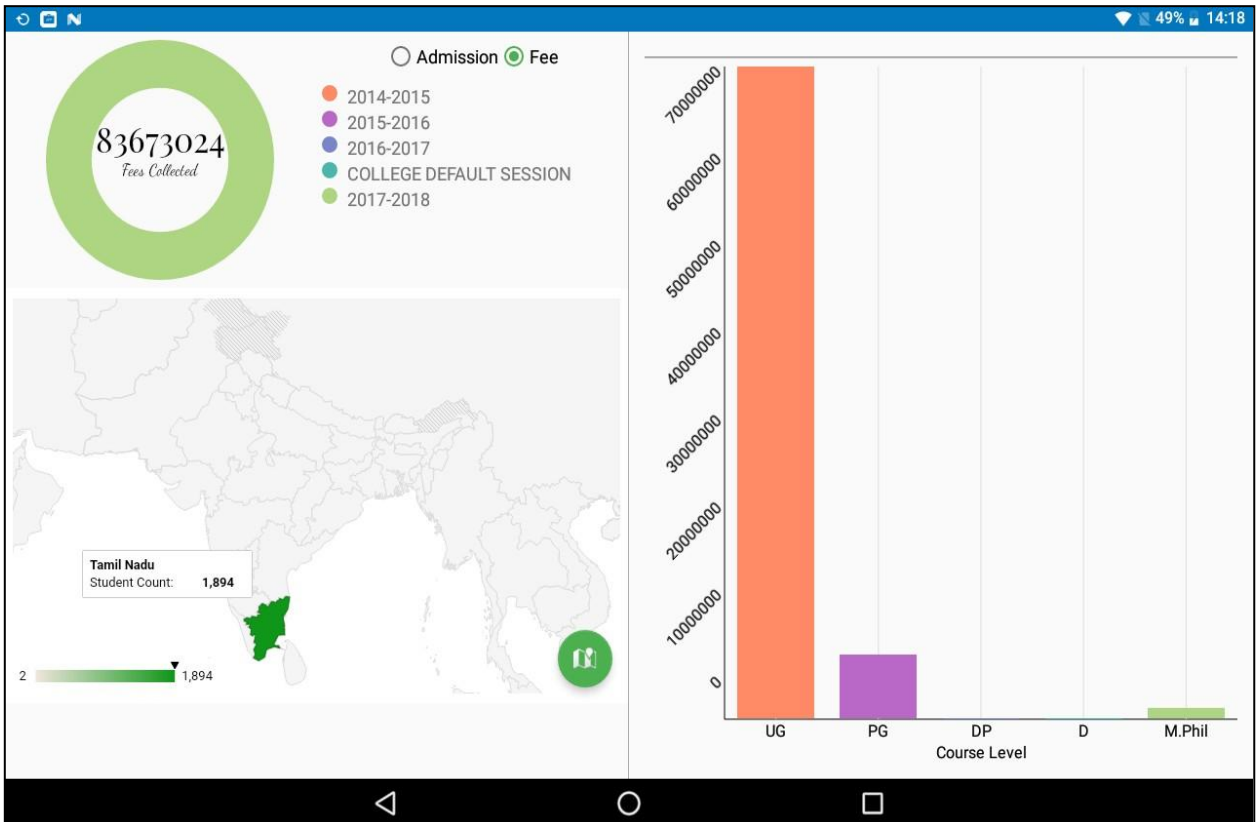 49% 14:18
Admission Fee
83673024
Fees Collected
2014-2015
2015-2016
2016-2017
COLLEGE DEFAULT SESSION
2017-2018
Tamil Nadu
Student Count: 1,894
2 1,894
70000000
60000000
50000000
40000000
30000000
20000000
10000000
0
UG PG DP D M.Phil
Course Level